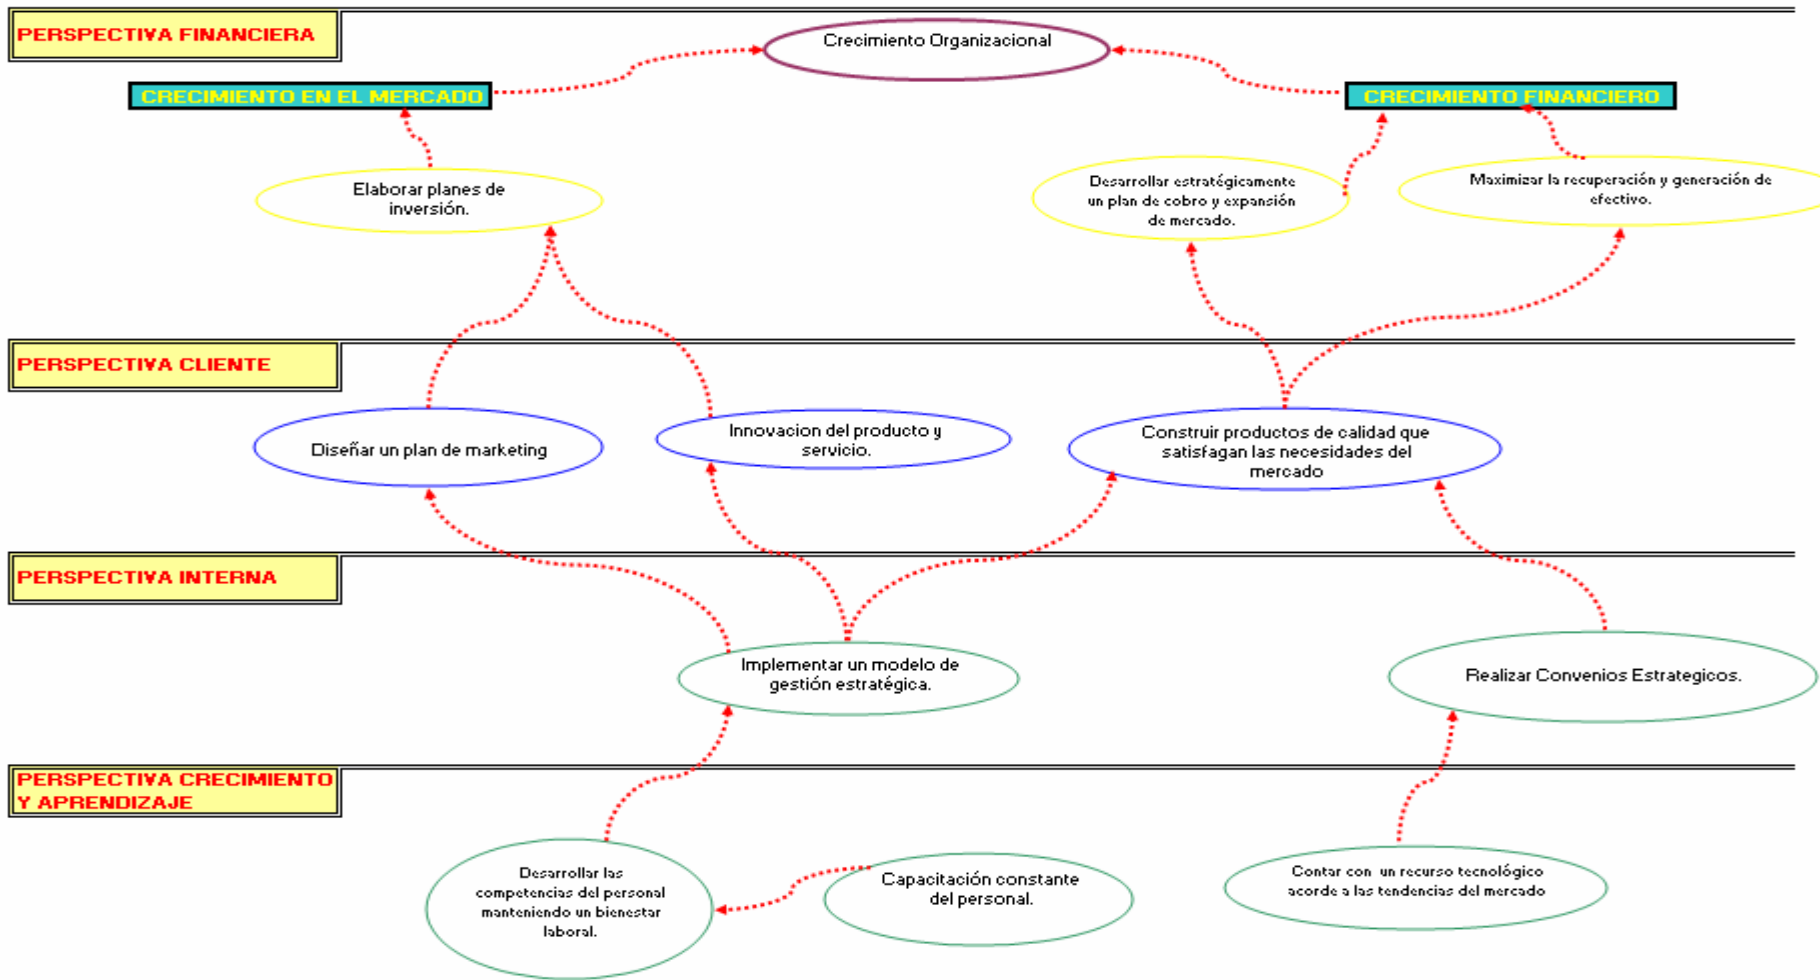 PERSPECTIVA FINANCIERA
Crecimiento Organizacional
CRECIMIENTO EN EL MERCADO
CRECIMIENTO FINANCIERO
Elaborar planes de
inversión.
Desarrollar estratégicamente
un plan de cobro y expansión
de mercado.
Maximizar la recuperación y generación de
efectivo.
PERSPECTIVA CLIENTE
Diseñar un plan de marketing
Innovacion del producto y
servicio.
Construir productos de calidad que
satisfagan las necesidades del
mercado
PERSPECTIVA INTERNA
Implementar un modelo de
gestión estratégica.
Realizar Convenios Estrategicos.
PERSPECTIVA CRECIMIENTO
Y APRENDIZAJE
Desarrollar las
competencias del personal
manteniendo un bienestar
laboral.
Capacitación constante
del personal.
Contar con un recurso tecnológico
acorde a las tendencias del mercado